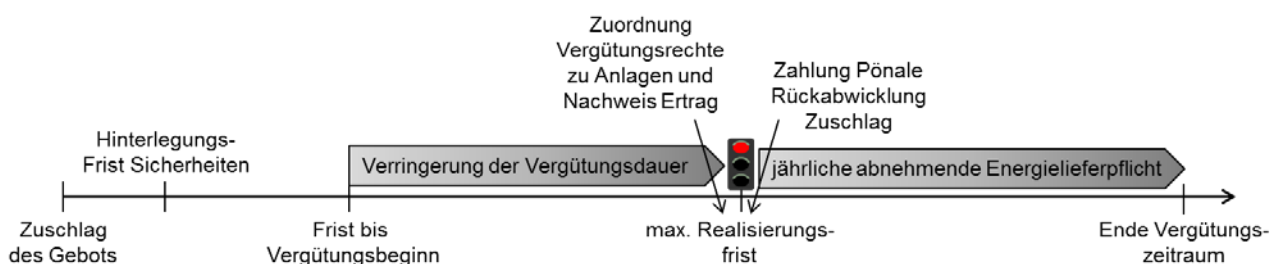 Zuordnung
Vergütungsrechte
zu Anlagen und
Nachweis Ertrag
Zahlung Pönale
Rückabwicklung
Zuschlag
Hinterlegungs-
Frist Sicherheiten
Verringerung der Vergütungsdauer
jährliche abnehmende Energielieferpflicht
Zuschlag
des Gebots
Frist bis
Vergütungsbeginn
max. Realisierungs-
frist
Ende Vergütungs-
zeitraum